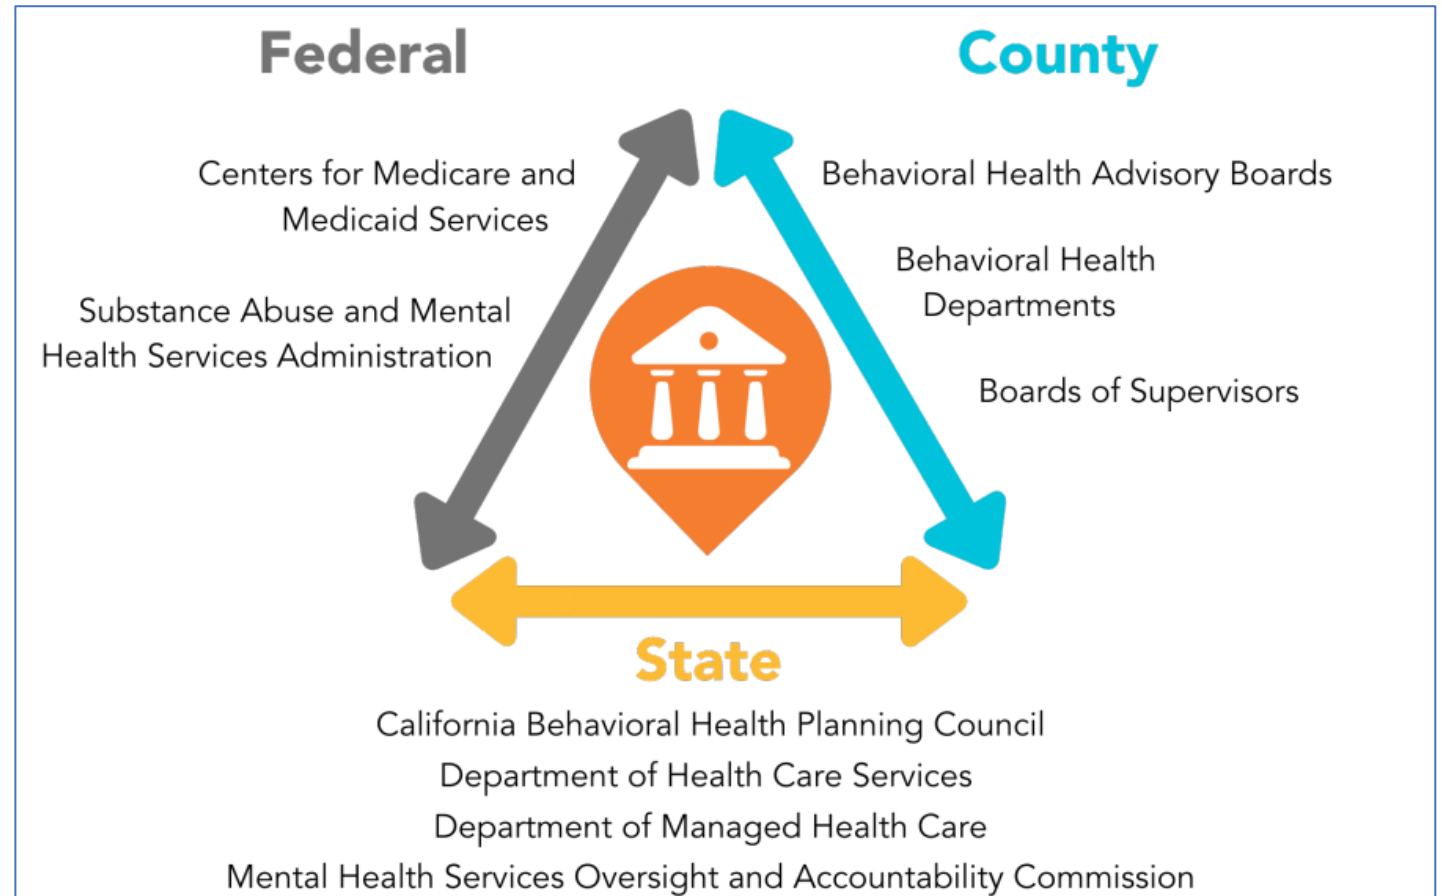 Federal
Centers for Medicare and
Medicaid Services
Substance Abuse and Mental
Health Services Administration
County
Behavioral Health Advisory Boards
Behavioral Health
Departments
Boards of Supervisors
State
California Behavioral Health Planning Council
Department of Health Care Services
Department of Managed Health Care
Mental Health Services Oversight and Accountability Commission